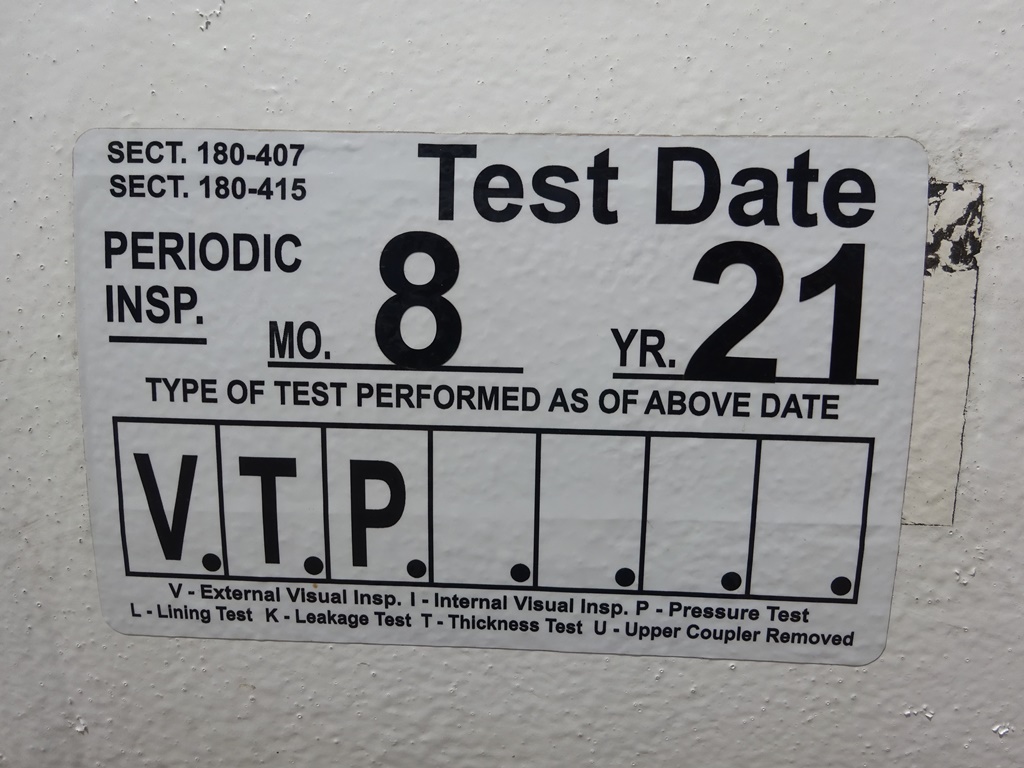 SECT. 180-407
SECT. 180-415
Test Date
PERIODIC
INSP.
MO. 8 YR. 21
TYPE OF TEST PERFORMED AS OF ABOVE DATE
V. T. P. . . . .
V - External Visual Insp. I - Internal Visual Insp. P - Pressure Test
L - Lining Test K - Leakage Test T - Thickness Test U - Upper Coupler Removed